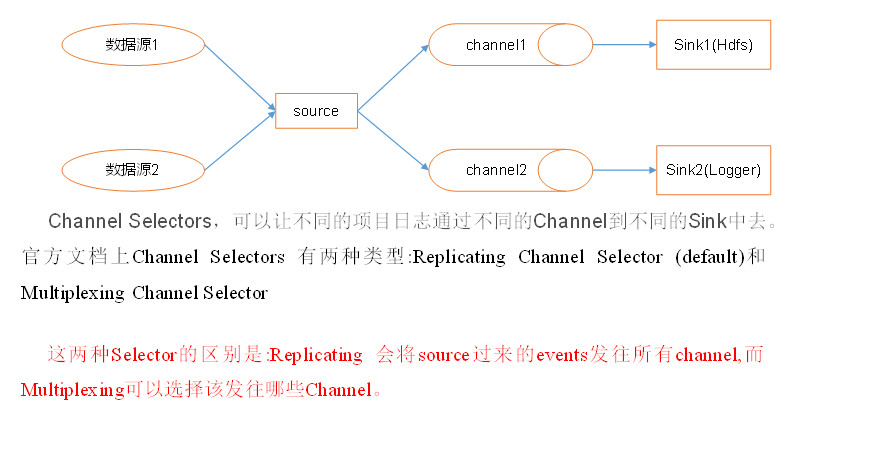 数据源1
channel1
Sink1(Hdfs)
source
数据源2
channel2
Sink2(Logger)
Channel Selectors，可以让不同的项目日志通过不同的Channel到不同的Sink中去。
官方文档上Channel Selectors 有两种类型:Replicating Channel Selector (default)和
Multiplexing Channel Selector
这两种Selector的区别是:Replicating 会将source过来的events发往所有channel,而
Multiplexing可以选择该发往哪些Channel。